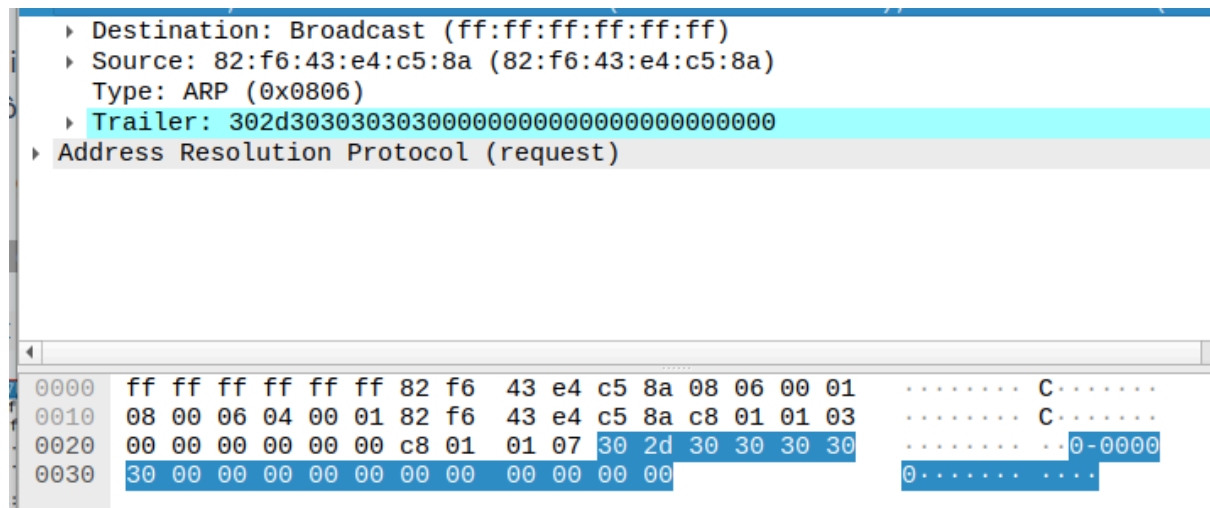 Destination: Broadcast (ff:ff:ff:ff:ff:ff)
Source: 82:f6:43:e4:c5:8a (82:f6:43:e4:c5:8a)
Type: ARP (0x0806)
Trailer: 302d30303030300000000000000000000000
Address Resolution Protocol (request)
0000 ff ff ff ff ff ff 82 f6 43 e4 c5 8a 08 06 00 01 ········ C·······
0010 08 00 06 04 00 01 82 f6 43 e4 c5 8a c8 01 01 03 ········ C·······
0020 00 00 00 00 00 00 c8 01 01 07 30 2d 30 30 30 30 ········ ··0-0000
0030 30 00 00 00 00 00 00 00 00 00 00 00 0······· ····